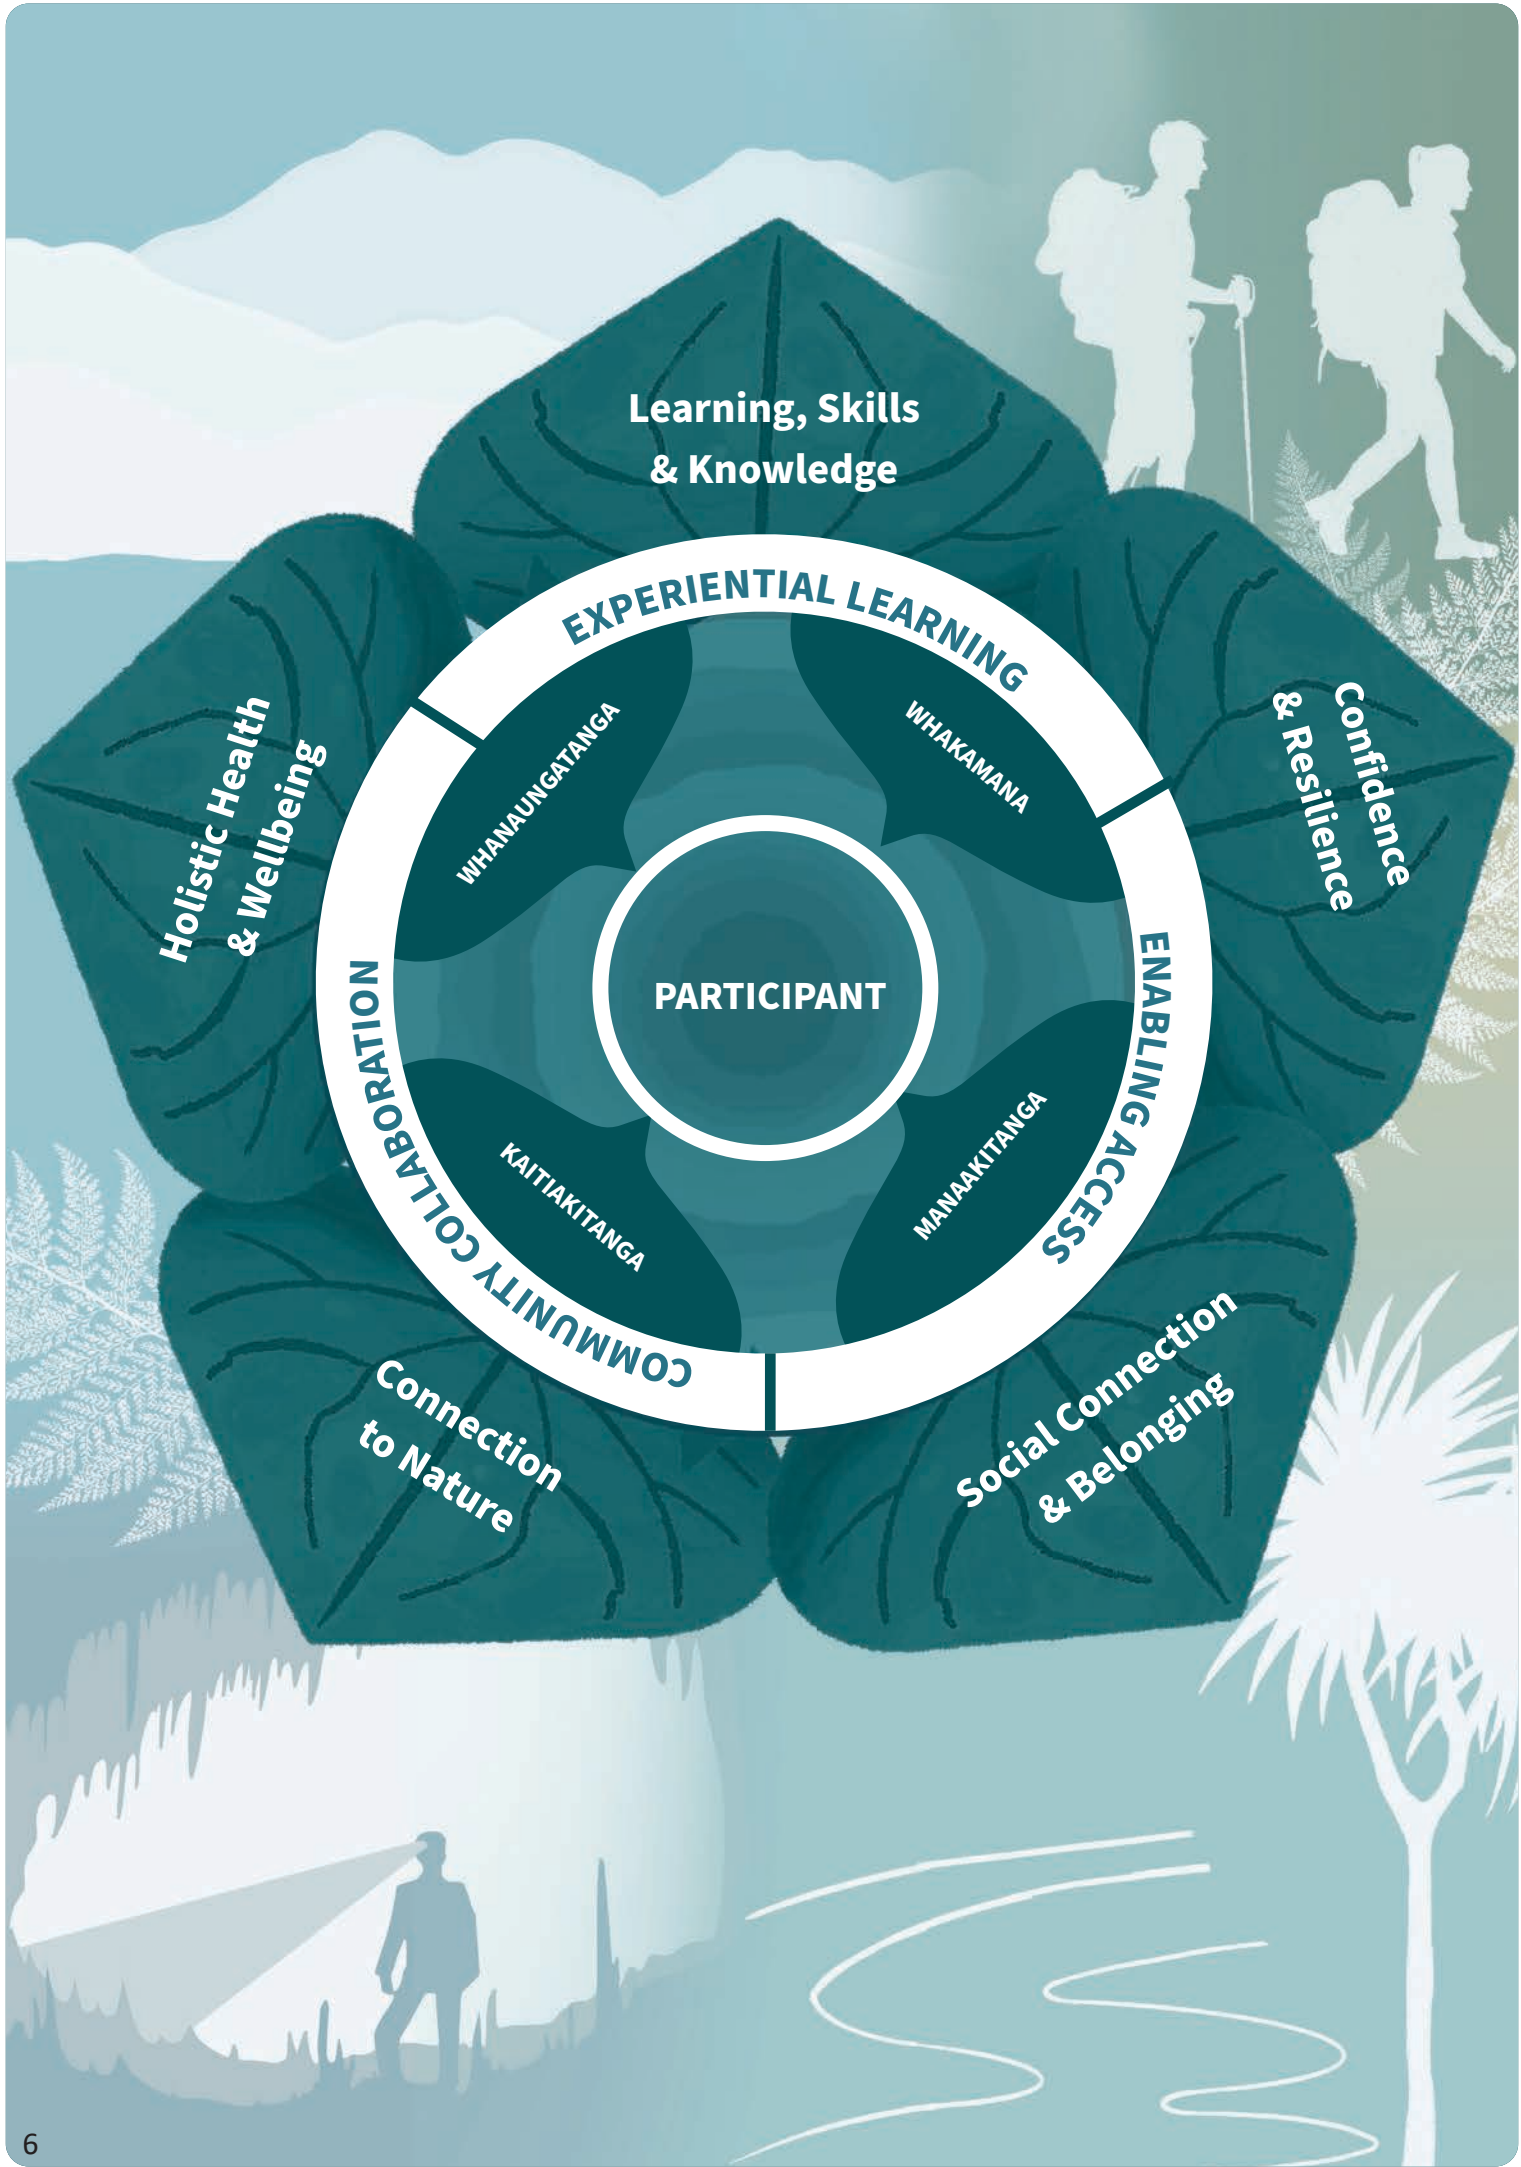 Learning, Skills
& Knowledge
Confidence
& Resilience
Social Connection
& Belonging
Connection
to Nature
Holistic Health
& Wellbeing
EXPERIENTIAL LEARNING
ENABLING ACCESS
COMMUNITY COLLABORATION
WHANAUNGATANGA
WHAKAMANA
MANAAKITANGA
KAITIAKITANGA
PARTICIPANT
6